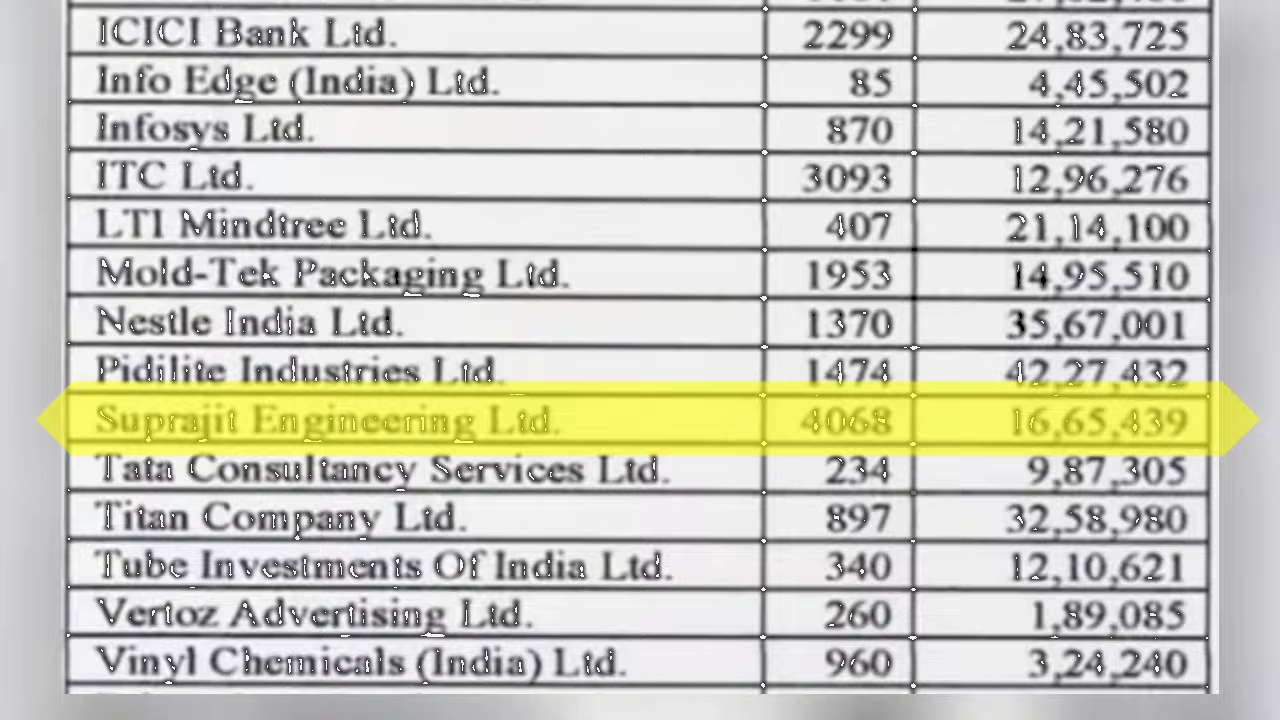 ICICI Bank Ltd. 2299 24,83,725
Info Edge (India) Ltd. 85 4,45,502
Infosys Ltd. 870 14,21,580
ITC Ltd. 3093 12,96,276
LTI Mindtree Ltd. 407 21,14,100
Mold-Tek Packaging Ltd. 1953 14,95,510
Nestle India Ltd. 1370 35,67,001
Pidilite Industries Ltd. 1474 42,27,432
Suprajit Engineering Ltd. 4068 16,65,439
Tata Consultancy Services Ltd. 234 9,87,305
Titan Company Ltd. 897 32,58,980
Tube Investments Of India Ltd. 340 12,10,621
Vertoz Advertising Ltd. 260 1,89,085
Vinyl Chemicals (India) Ltd. 960 3,24,240